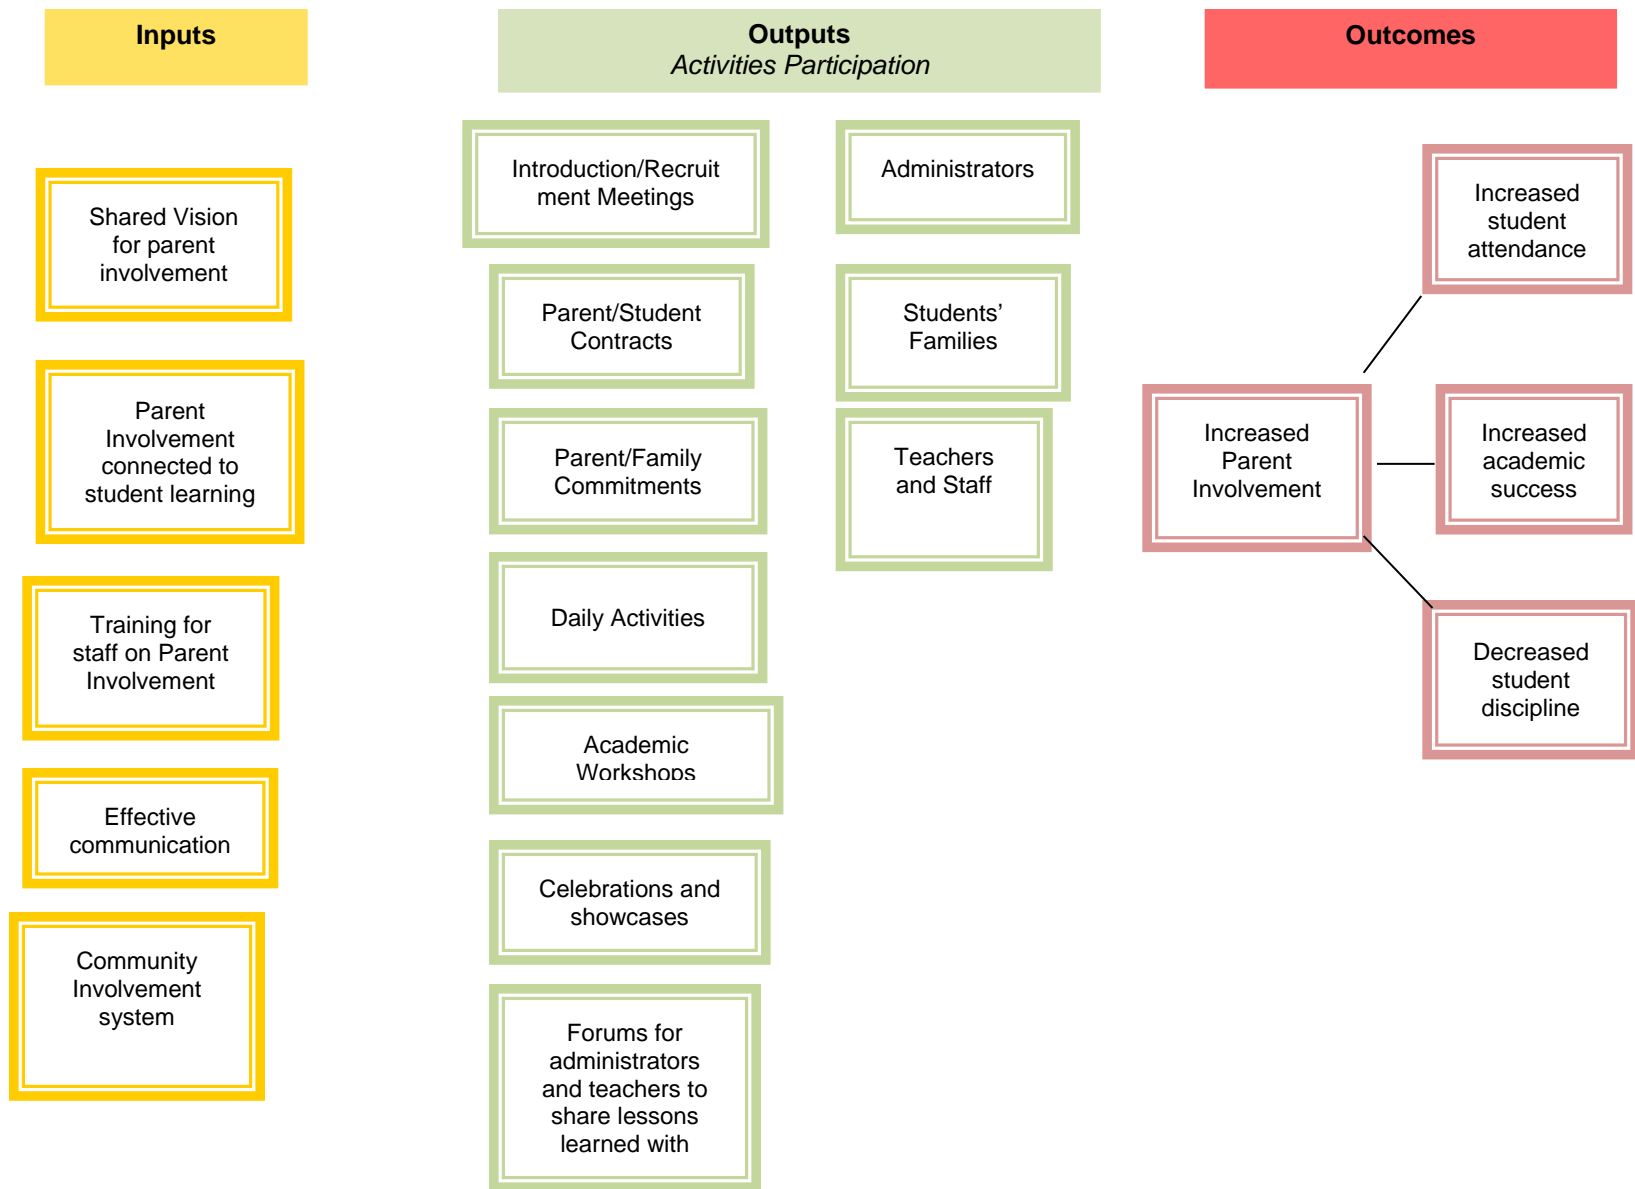 Inputs
Outputs
Activities Participation
Outcomes
Shared Vision
for parent
involvement
Parent
Involvement
connected to
student learning
Training for
staff on Parent
Involvement
Effective
communication
Community
Involvement
system
Introduction/Recruit
ment Meetings
Parent/Student
Contracts
Parent/Family
Commitments
Daily Activities
Academic
Workshops
Celebrations and
showcases
Forums for
administrators
and teachers to
share lessons
learned with
Administrators
Students’
Families
Teachers
and Staff
Increased
Parent
Involvement
Increased
student
attendance
Increased
academic
success
Decreased
student
discipline